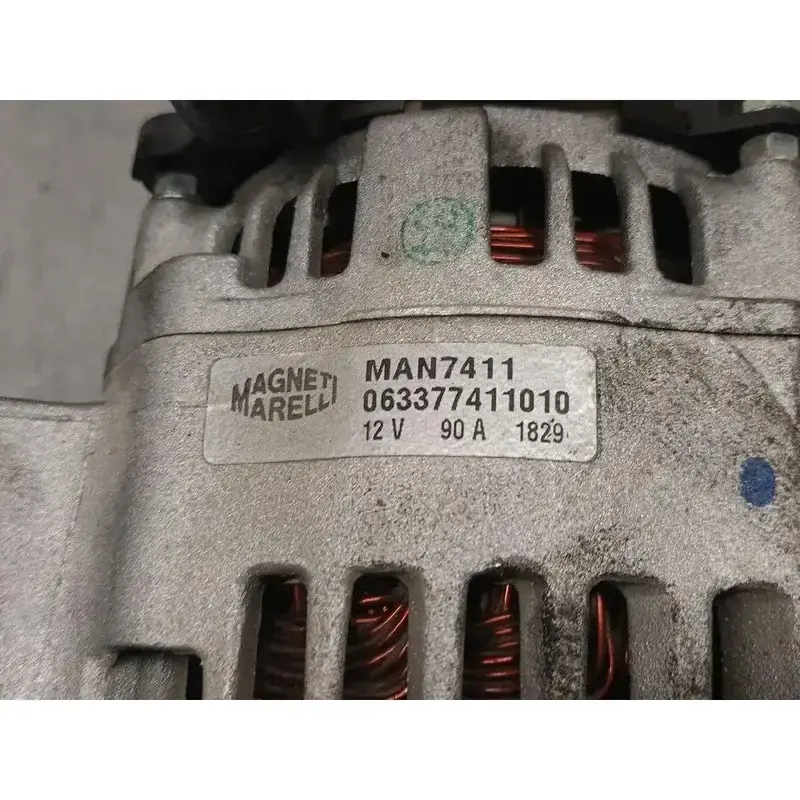 MAGNETI
MARELLI
MAN7411
063377411010
12 V 90 A 1829